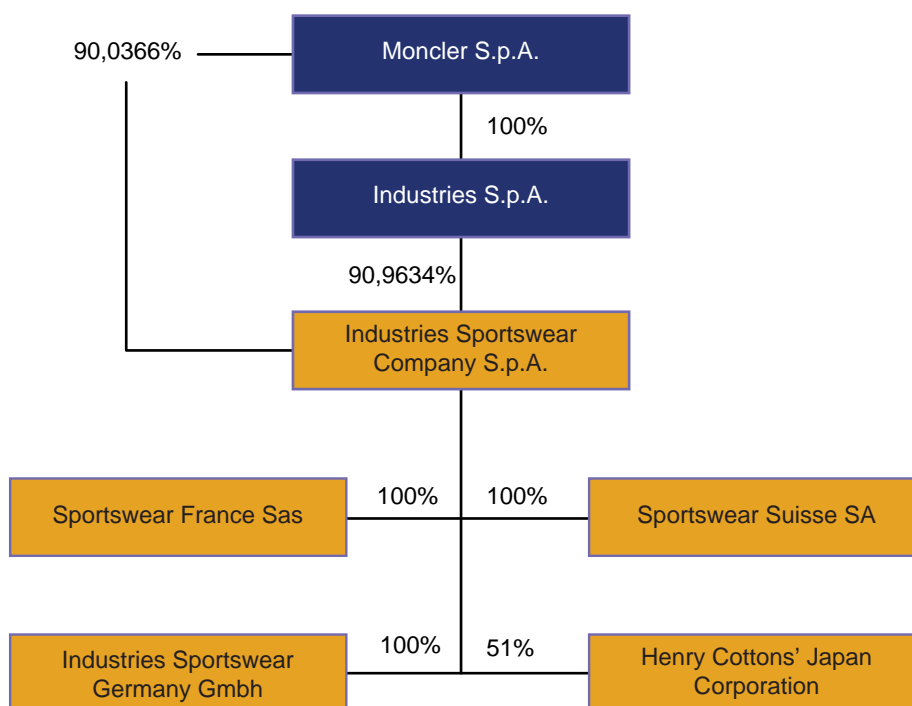 90,0366%
Moncler S.p.A.
100%
Industries S.p.A.
90,9634%
Industries Sportswear
Company S.p.A.
Sportswear France Sas
100%
100%
Sportswear Suisse SA
Industries Sportswear
Germany Gmbh
100%
51%
Henry Cottons’ Japan
Corporation